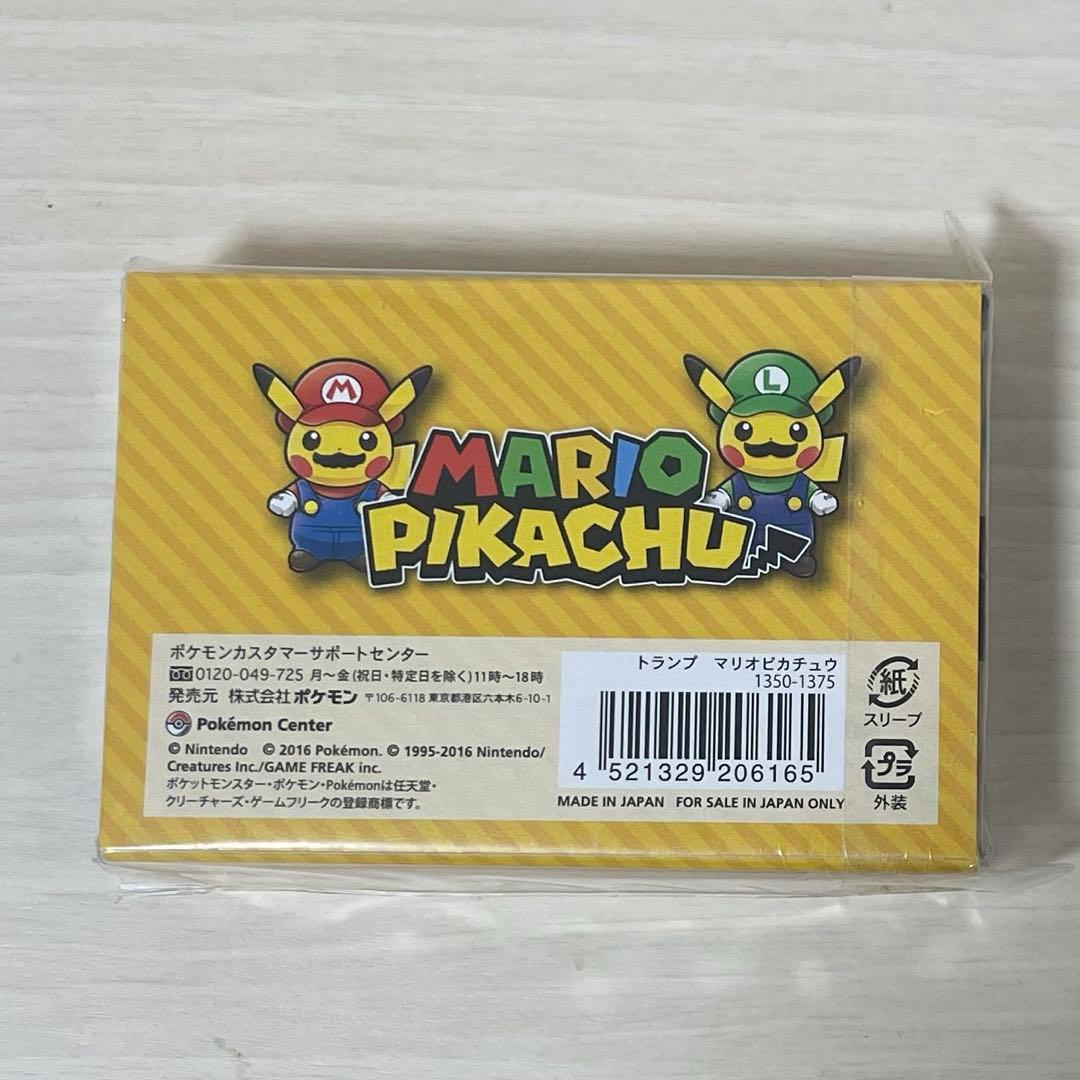 M
L
MARIO
PIKACHU
ポケモンカスタマーサポートセンター
0120-049-725 月～金(祝日・特定日を除く)11時～18時
発売元 株式会社ポケモン 〒106-6118 東京都港区六本木6-10-1
Pokémon Center
© Nintendo © 2016 Pokémon. © 1995-2016 Nintendo/
Creatures Inc./GAME FREAK inc.
ポケットモンスター・ポケモン・Pokémonは任天堂・
クリーチャーズ・ゲームフリークの登録商標です。
トランプ マリオピカチュウ
1350-1375
4 521329 206165
MADE IN JAPAN FOR SALE IN JAPAN ONLY
紙
スリーブ
プラ
外装